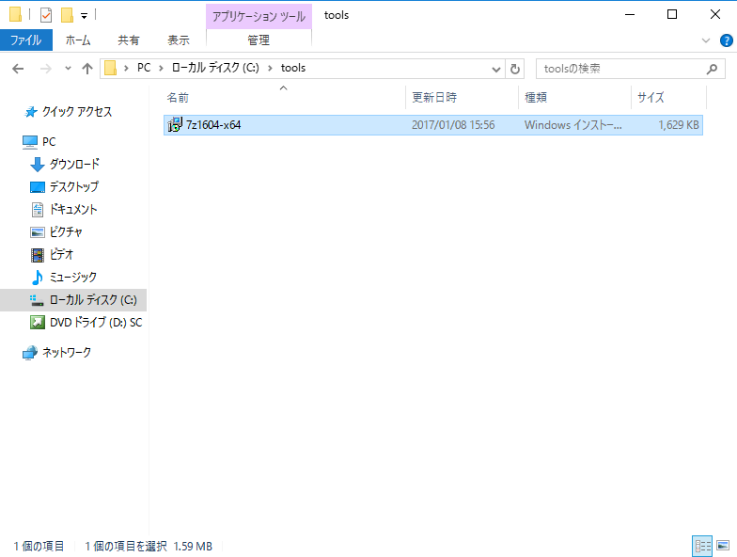 アプリケーション ツール tools
ファイル ホーム 共有 表示 管理
PC ローカル ディスク (C:) tools toolsの検索
名前 更新日時 種類 サイズ
7z1604-x64 2017/01/08 15:56 Windows インストー... 1,629 KB
クイック アクセス
PC
ダウンロード
デスクトップ
ドキュメント
ピクチャ
ビデオ
ミュージック
ローカル ディスク (C:)
DVD ドライブ (D:) SC
ネットワーク
1 個の項目 1 個の項目を選択 1.59 MB